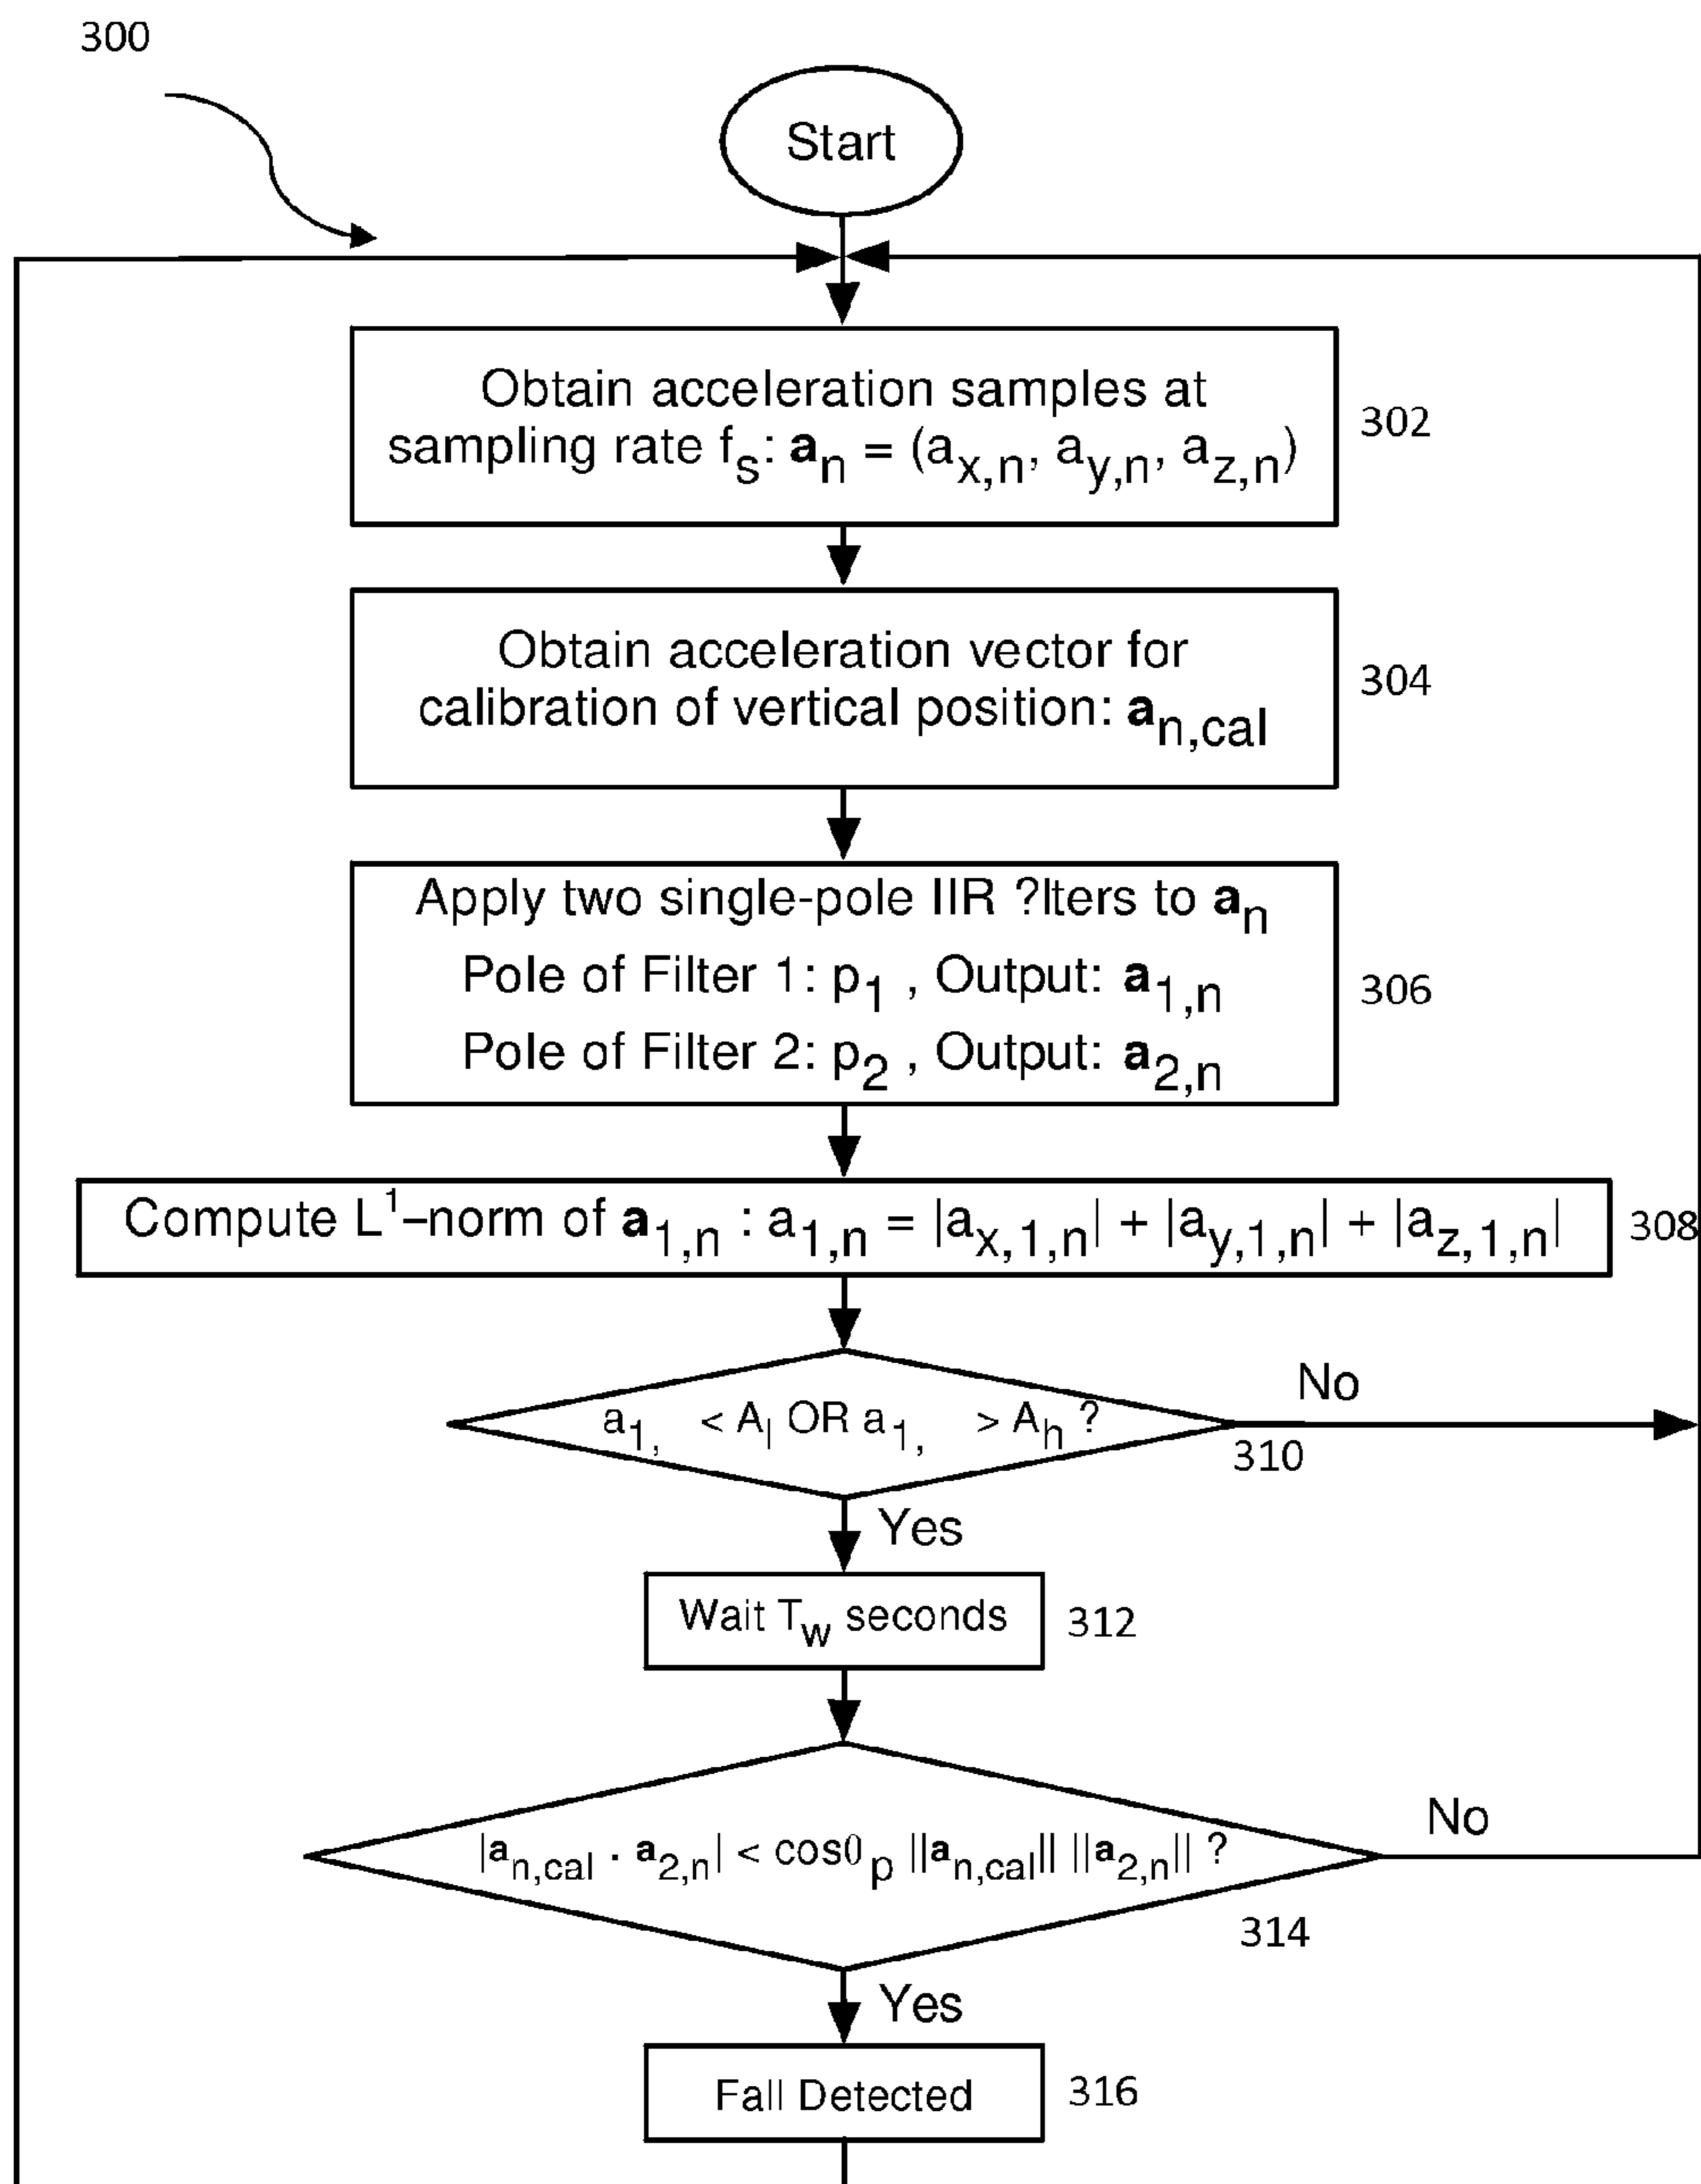 300
Start
Obtain acceleration samples at
sampling rate fs: an = (ax,n, ay,n, az,n)
302
Obtain acceleration vector for
calibration of vertical position: an,cal
304
Apply two single-pole IIR ?lters to an
Pole of Filter 1: p1 , Output: a1,n
Pole of Filter 2: p2 , Output: a2,n
306
Compute L¹–norm of a1,n : a1,n = |ax,1,n| + |ay,1,n| + |az,1,n|
308
No
a1, < Al OR a1, > Ah ?
310
Yes
Wait Tw seconds
312
No
|an,cal . a2,n| < cosθp ||an,cal|| ||a2,n|| ?
314
Yes
Fall Detected
316